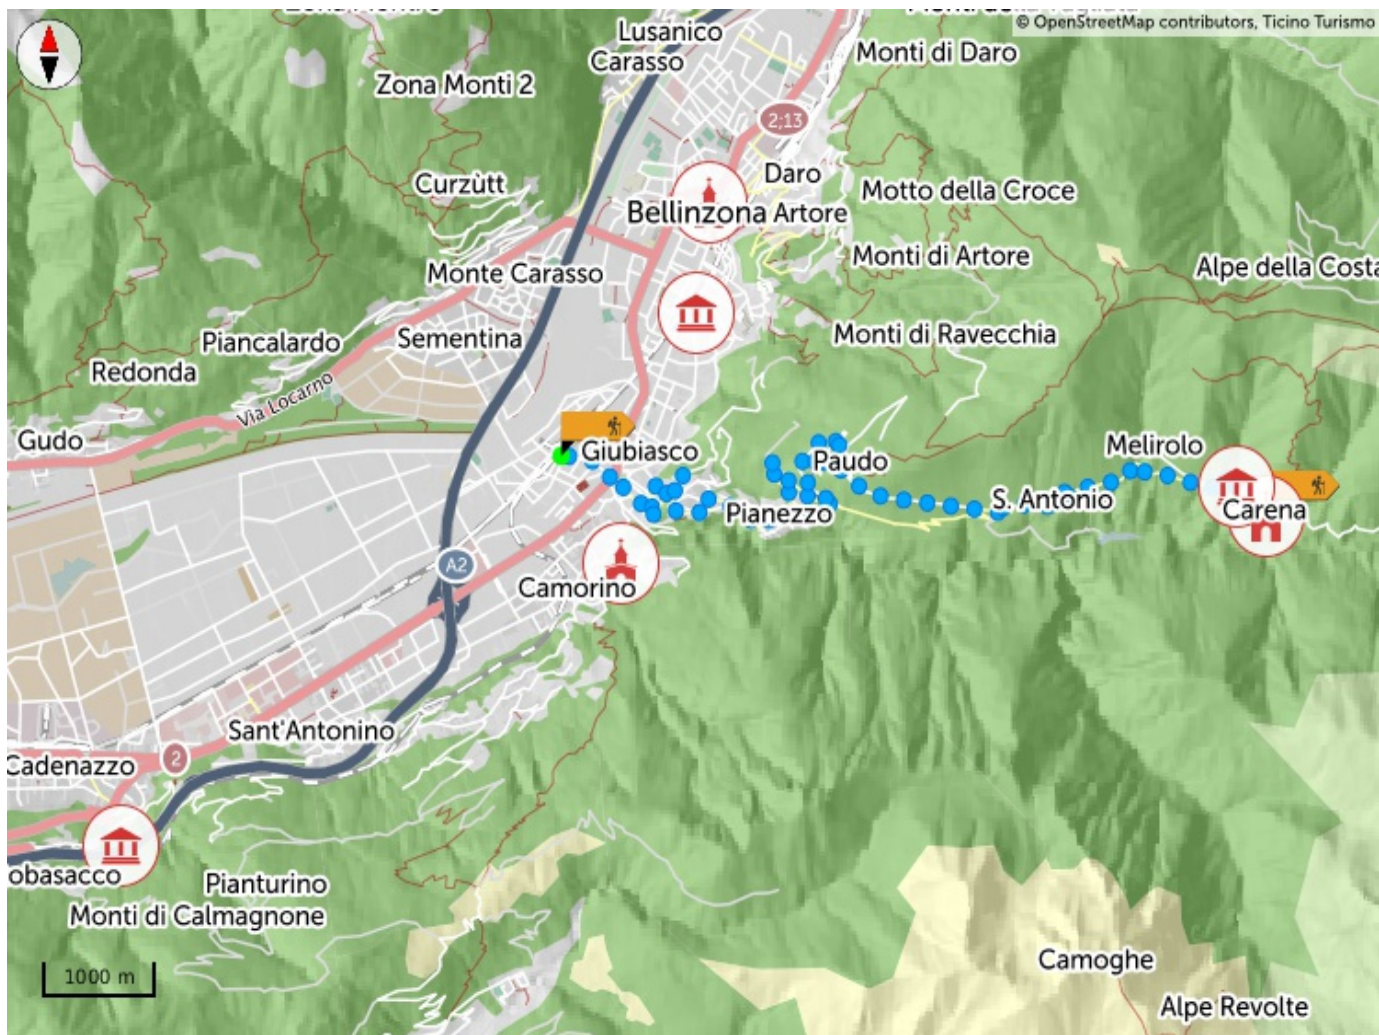 © OpenStreetMap contributors, Ticino Turismo
Lusanico
Carasso
Monti di Daro
Zona Monti 2
2;13
Daro
Curzùtt
Motto della Croce
Bellinzona
Artore
Monti di Artore
Alpe della Costa
Monte Carasso
Piancalardo
Sementina
Monti di Ravecchia
Redonda
Via Locarno
Gudo
Giubiasco
Paudo
Melirolo
S. Antonio
Pianezzo
Carena
A2
Camorino
Sant'Antonino
2
Cadenazzo
obasacco
Pianturino
Monti di Calmagnone
Camoghe
1000 m
Alpe Revolte